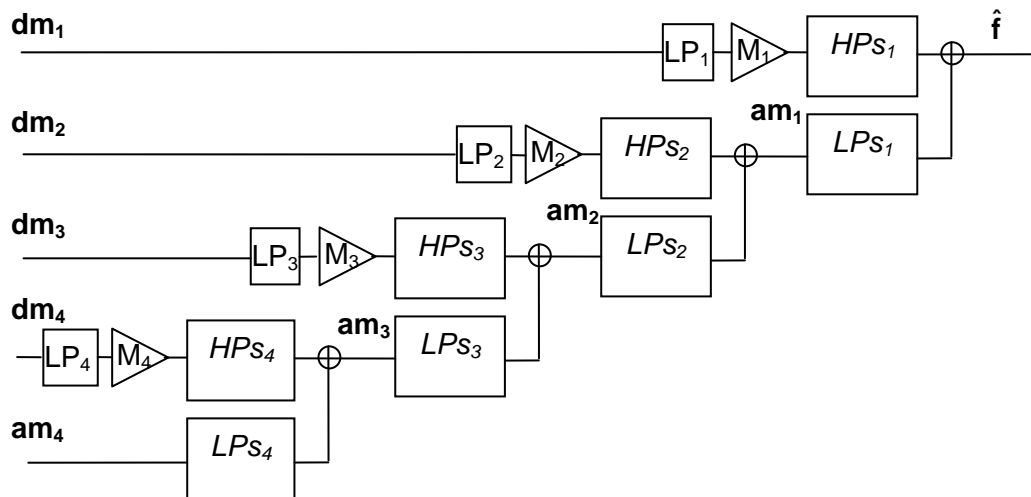 dm₁
LP₁ M₁ HPs₁ f̂
dm₂
am₁
LP₂ M₂ HPs₂ LPs₁
dm₃
am₂
LP₃ M₃ HPs₃ LPs₂
dm₄
am₃
LP₄ M₄ HPs₄ LPs₃
am₄
LPs₄